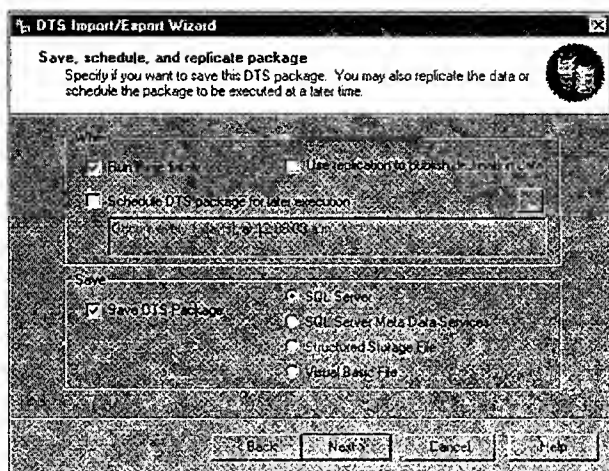 DTS Import/Export Wizard
Save, schedule, and replicate package
Specify if you want to save this DTS package. You may also replicate the data or
schedule the package to be executed at a later time.
When
Run immediately
Use replication to publish destination data
Schedule DTS package for later execution
12:00:00
Save
Save DTS Package
SQL Server
SQL Server Meta Data Services
Structured Storage File
Visual Basic File
< Back
Next >
Cancel
Help